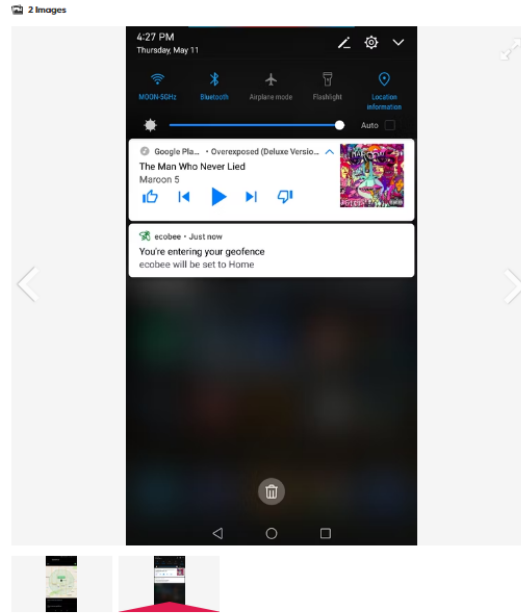 2 Images
4:27 PM
Thursday, May 11
MOON-5GHz Bluetooth Airplane mode Flashlight Location
information
Auto
Google Pla... • Overexposed (Deluxe Versio...
The Man Who Never Lied
Maroon 5
ecobee • Just now
You're entering your geofence
ecobee will be set to Home